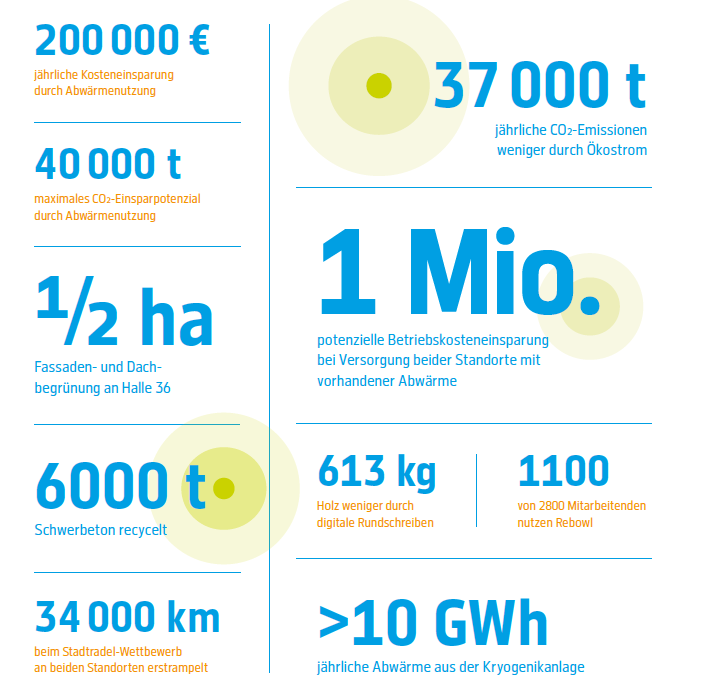 200 000 €
jährliche Kosteneinsparung
durch Abwärmenutzung
40 000 t
maximales CO₂-Einsparpotenzial
durch Abwärmenutzung
½ ha
Fassaden- und Dach-
begrünung an Halle 36
6000 t
Schwerbeton recycelt
34 000 km
beim Stadtradel-Wettbewerb
an beiden Standorten erstrampelt
37 000 t
jährliche CO₂-Emissionen
weniger durch Ökostrom
1 Mio.
potenzielle Betriebskosteneinsparung
bei Versorgung beider Standorte mit
vorhandener Abwärme
613 kg
Holz weniger durch
digitale Rundschreiben
1100
von 2800 Mitarbeitenden
nutzen Rebowl
>10 GWh
jährliche Abwärme aus der Kryogenikanlage